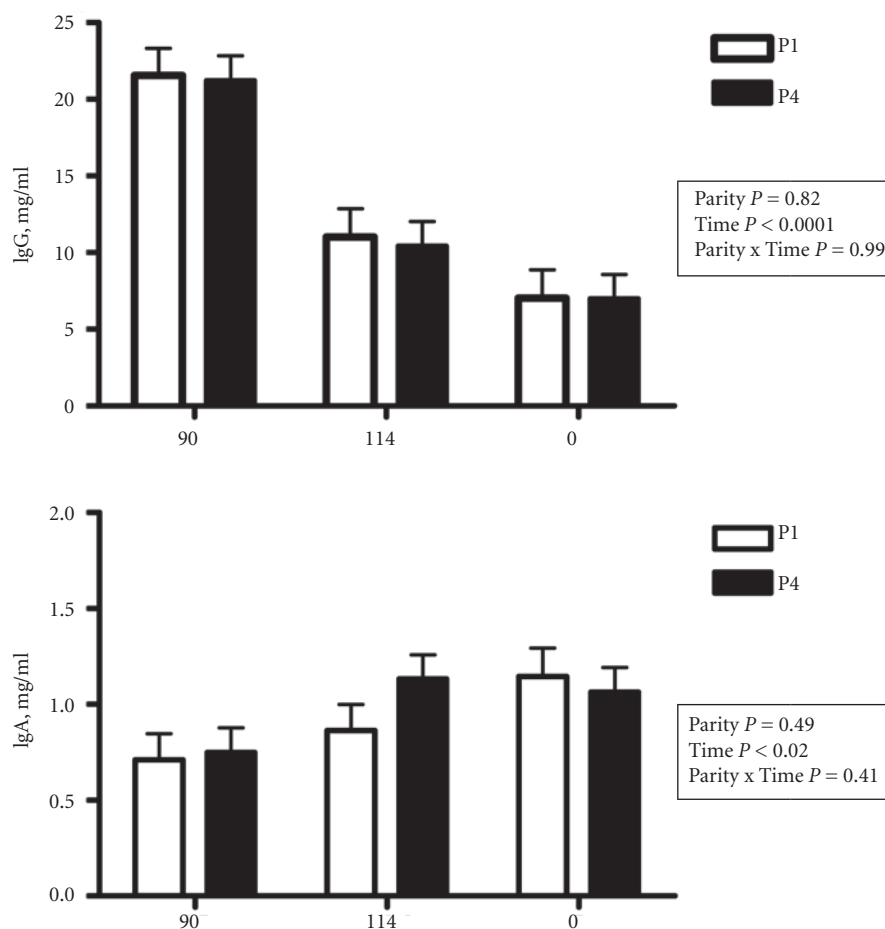 25
20
15
10
5
0
lgG, mg/ml
90
114
0
P1
P4
Parity P = 0.82
Time P < 0.0001
Parity x Time P = 0.99
2.0
1.5
1.0
0.5
0.0
lgA, mg/ml
90
114
0
P1
P4
Parity P = 0.49
Time P < 0.02
Parity x Time P = 0.41